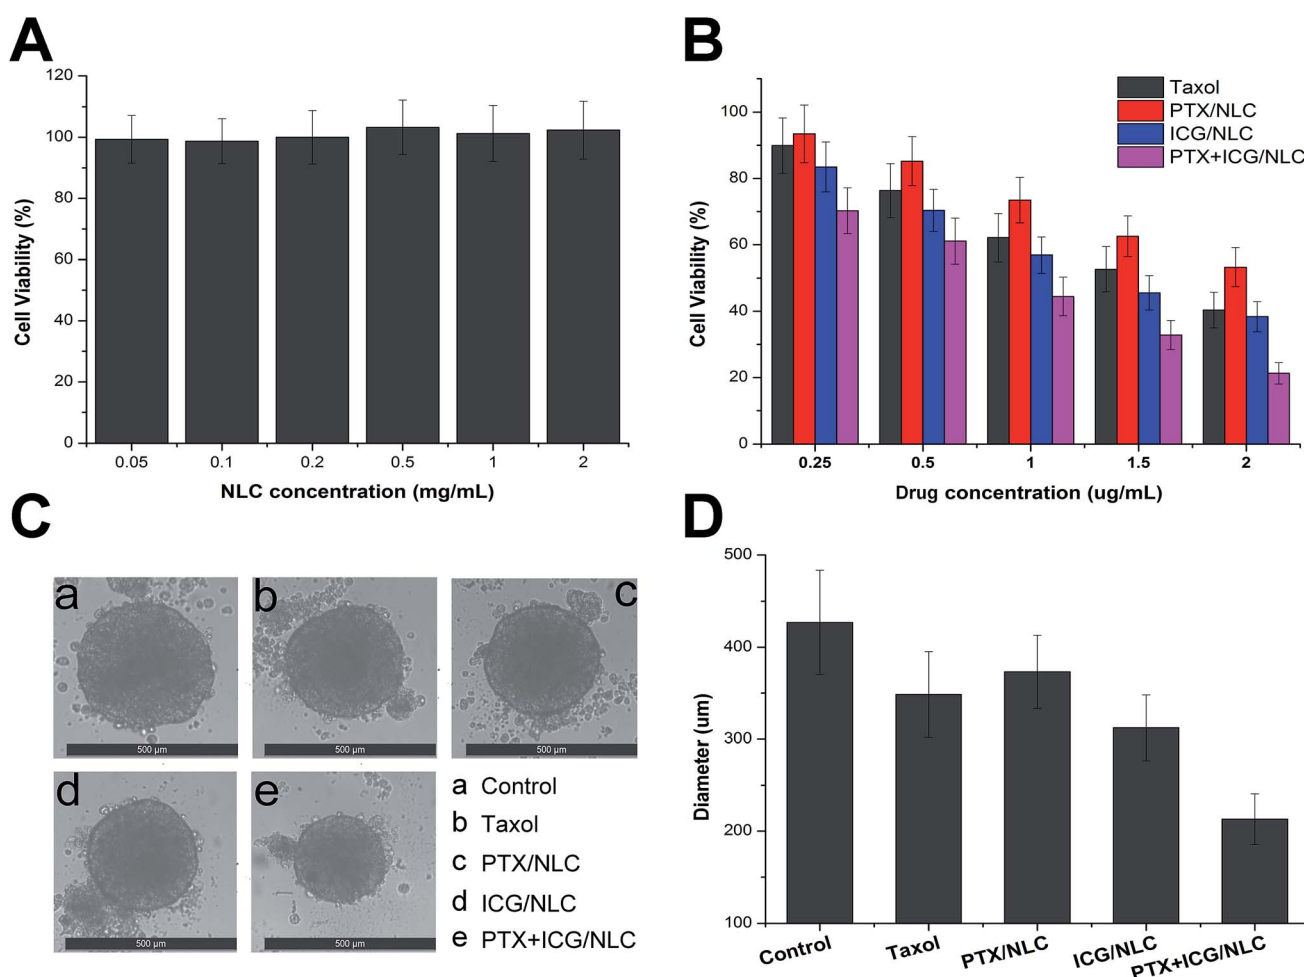 A
120
100
80
60
40
20
0
Cell Viability (%)
0.05 0.1 0.2 0.5 1 2
NLC concentration (mg/mL)
B
Taxol
PTX/NLC
ICG/NLC
PTX+ICG/NLC
100
80
60
40
20
0
Cell Viability (%)
0.25 0.5 1 1.5 2
Drug concentration (ug/mL)
C
a
500 µm
b
500 µm
c
500 µm
d
500 µm
e
500 µm
a Control
b Taxol
c PTX/NLC
d ICG/NLC
e PTX+ICG/NLC
D
500
400
300
200
100
Diameter (um)
Control Taxol PTX/NLC ICG/NLC PTX+ICG/NLC